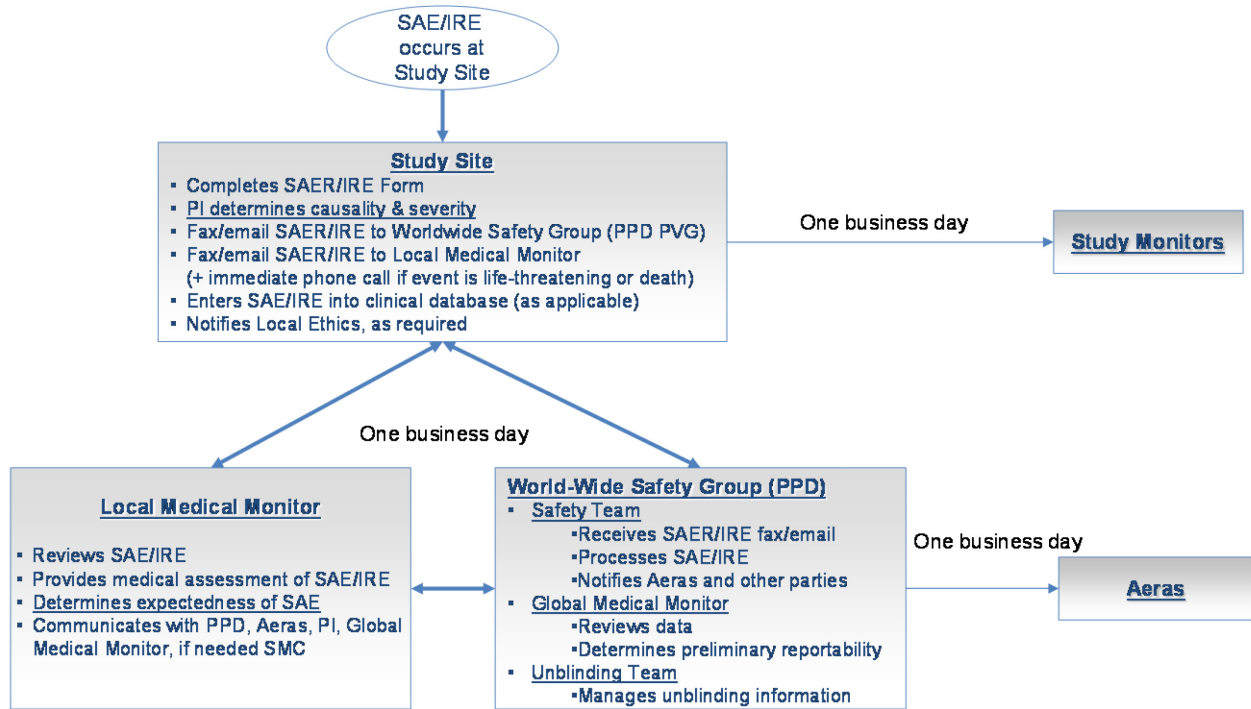 SAE/IRE
occurs at
Study Site
Study Site
▪ Completes SAER/IRE Form
▪ PI determines causality & severity
▪ Fax/email SAER/IRE to Worldwide Safety Group (PPD PVG)
▪ Fax/email SAER/IRE to Local Medical Monitor
(+ immediate phone call if event is life-threatening or death)
▪ Enters SAE/IRE into clinical database (as applicable)
▪ Notifies Local Ethics, as required
One business day
Study Monitors
One business day
Local Medical Monitor
▪ Reviews SAE/IRE
▪ Provides medical assessment of SAE/IRE
▪ Determines expectedness of SAE
▪ Communicates with PPD, Aeras, PI, Global
Medical Monitor, if needed SMC
World-Wide Safety Group (PPD)
▪ Safety Team
▪Receives SAER/IRE fax/email
▪Processes SAE/IRE
▪Notifies Aeras and other parties
▪ Global Medical Monitor
▪Reviews data
▪Determines preliminary reportability
▪ Unblinding Team
▪Manages unblinding information
One business day
Aeras